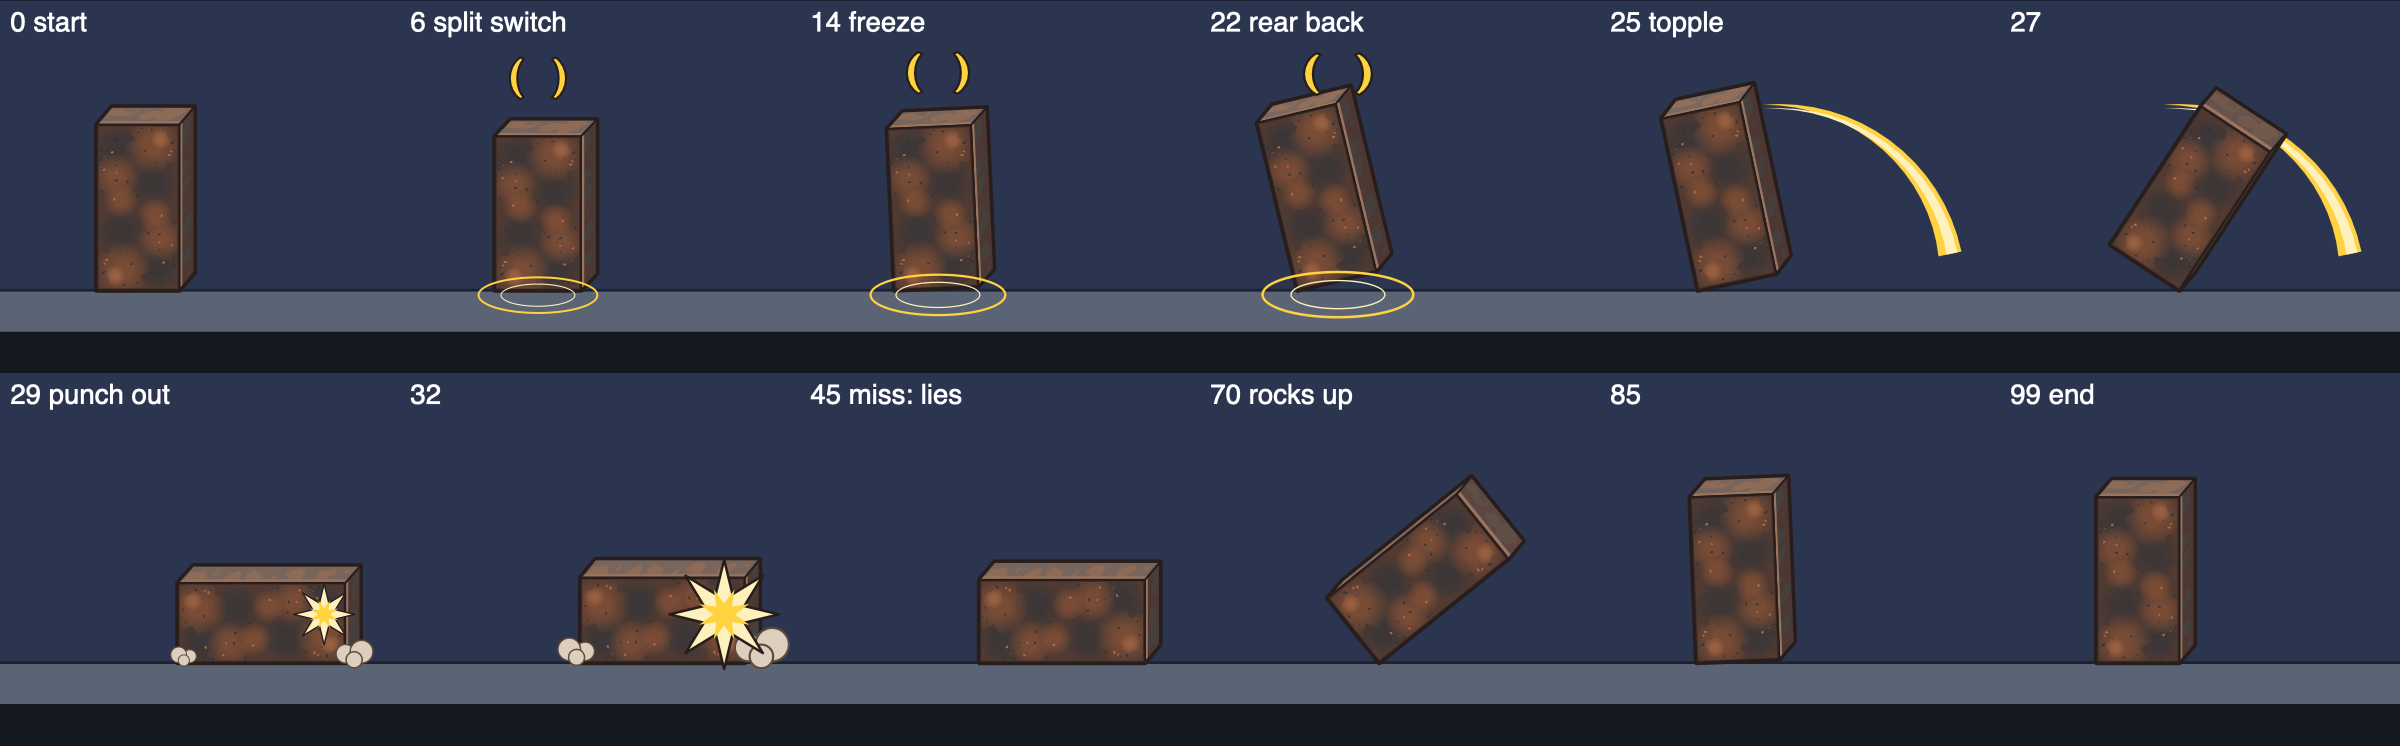 0 start
6 split switch
14 freeze
22 rear back
25 topple
27
29 punch out
32
45 miss: lies
70 rocks up
85
99 end